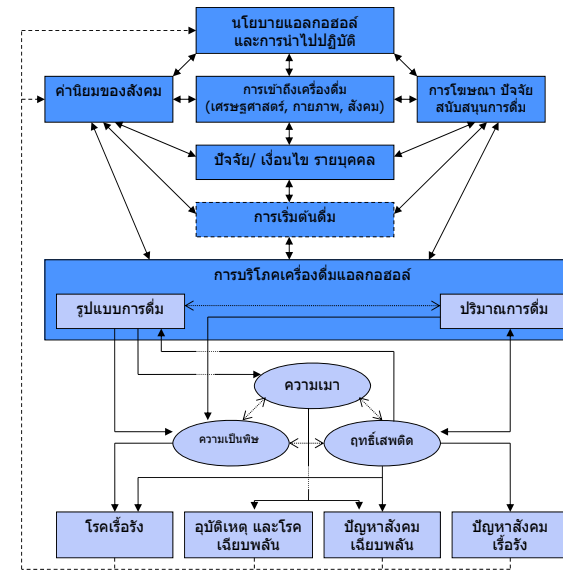 นโยบายแอลกอฮอล์
และการนำไปปฏิบัติ
ค่านิยมของสังคม
การเข้าถึงเครื่องดื่ม
(เศรษฐศาสตร์, กายภาพ, สังคม)
การโฆษณา ปัจจัย
สนับสนุนการดื่ม
ปัจจัย/ เงื่อนไข รายบุคคล
การเริ่มต้นดื่ม
การบริโภคเครื่องดื่มแอลกอฮอล์
รูปแบบการดื่ม
ปริมาณการดื่ม
ความเมา
ความเป็นพิษ
ฤทธิ์เสพติด
โรคเรื้อรัง
อุบัติเหตุ และโรค
เฉียบพลัน
ปัญหาสังคม
เฉียบพลัน
ปัญหาสังคม
เรื้อรัง